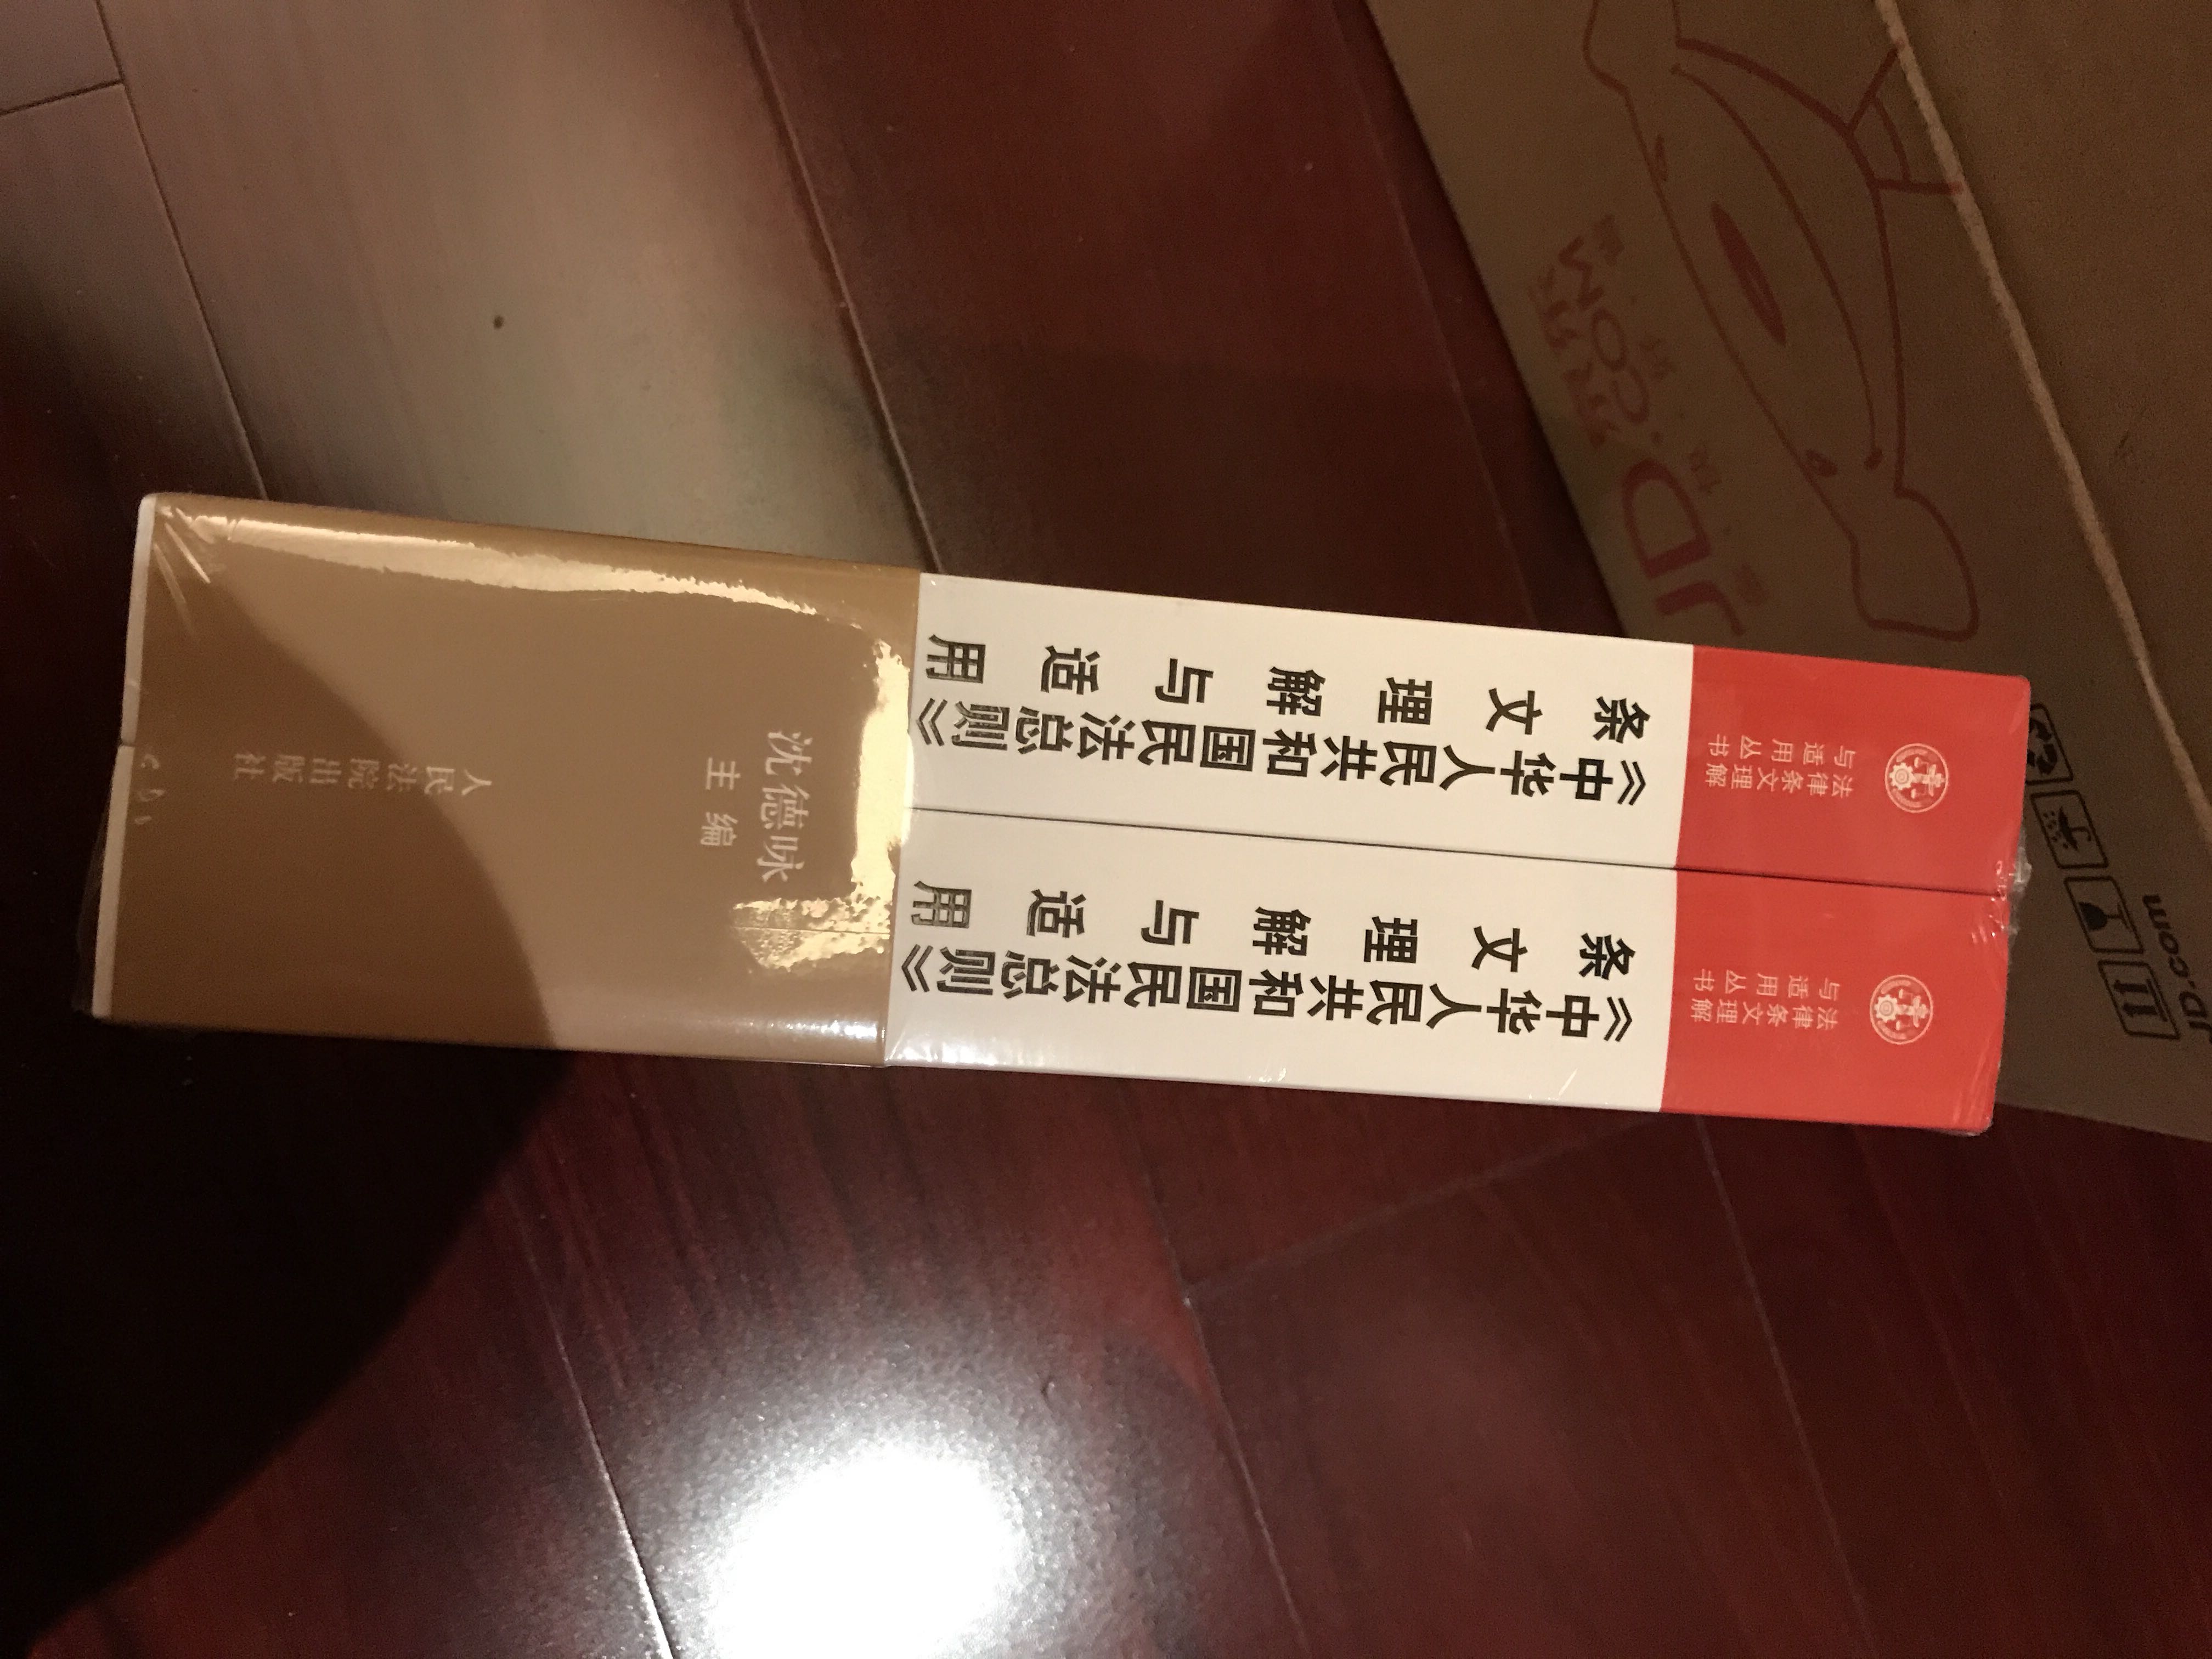 法律条文理解
与适用丛书
《中华人民共和国民法总则》
条文理解与适用
法律条文理解
与适用丛书
《中华人民共和国民法总则》
条文理解与适用
沈德咏
主编
人民法院出版社
JD.COM
JD.com